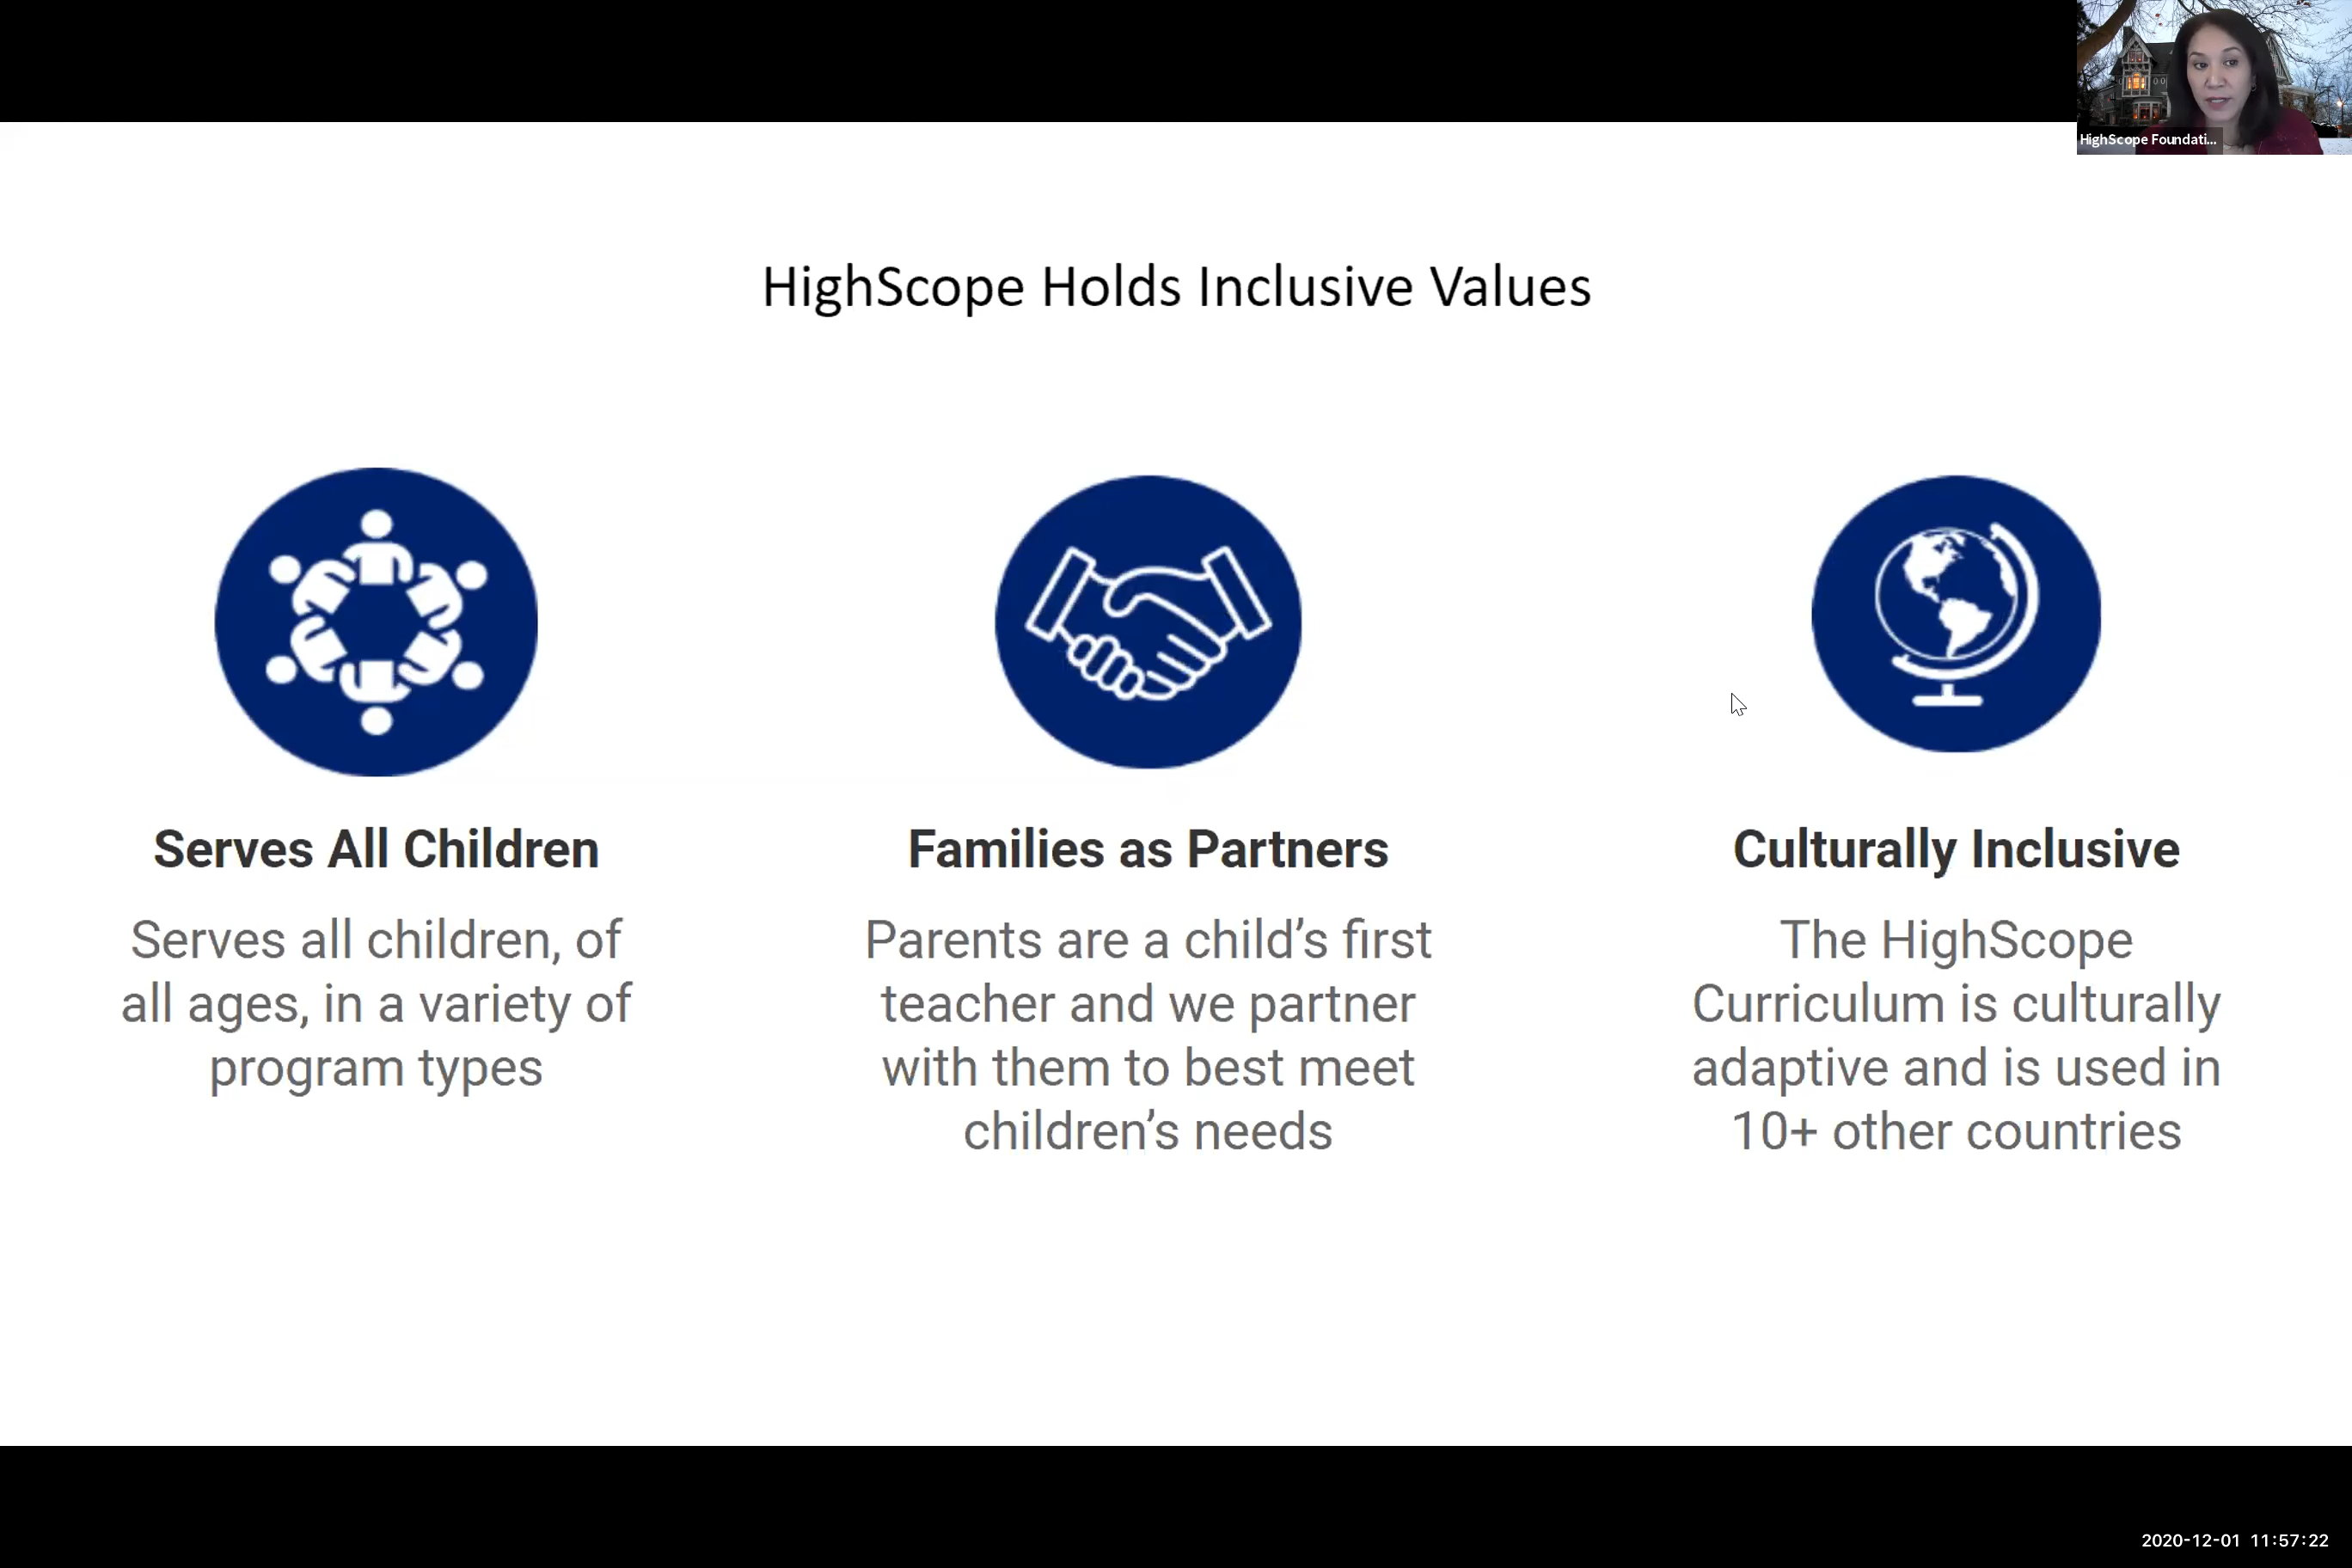 HighScope Foundati...
HighScope Holds Inclusive Values
Serves All Children
Serves all children, of
all ages, in a variety of
program types
Families as Partners
Parents are a child’s first
teacher and we partner
with them to best meet
children’s needs
Culturally Inclusive
The HighScope
Curriculum is culturally
adaptive and is used in
10+ other countries
2020-12-01 11:57:22